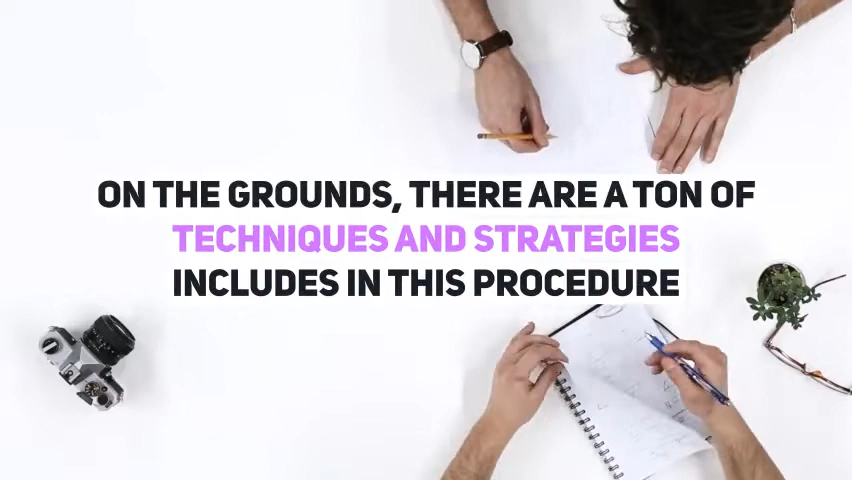 ON THE GROUNDS, THERE ARE A TON OF
TECHNIQUES AND STRATEGIES
INCLUDES IN THIS PROCEDURE